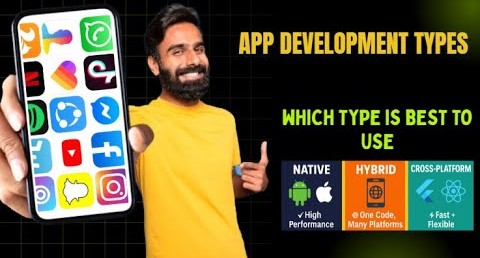 APP DEVELOPMENT TYPES
WHICH TYPE IS BEST TO
USE
NATIVE
✓ High
Performance
HYBRID
One Code,
Many Platforms
CROSS-PLATFORM
Fast +
Flexible